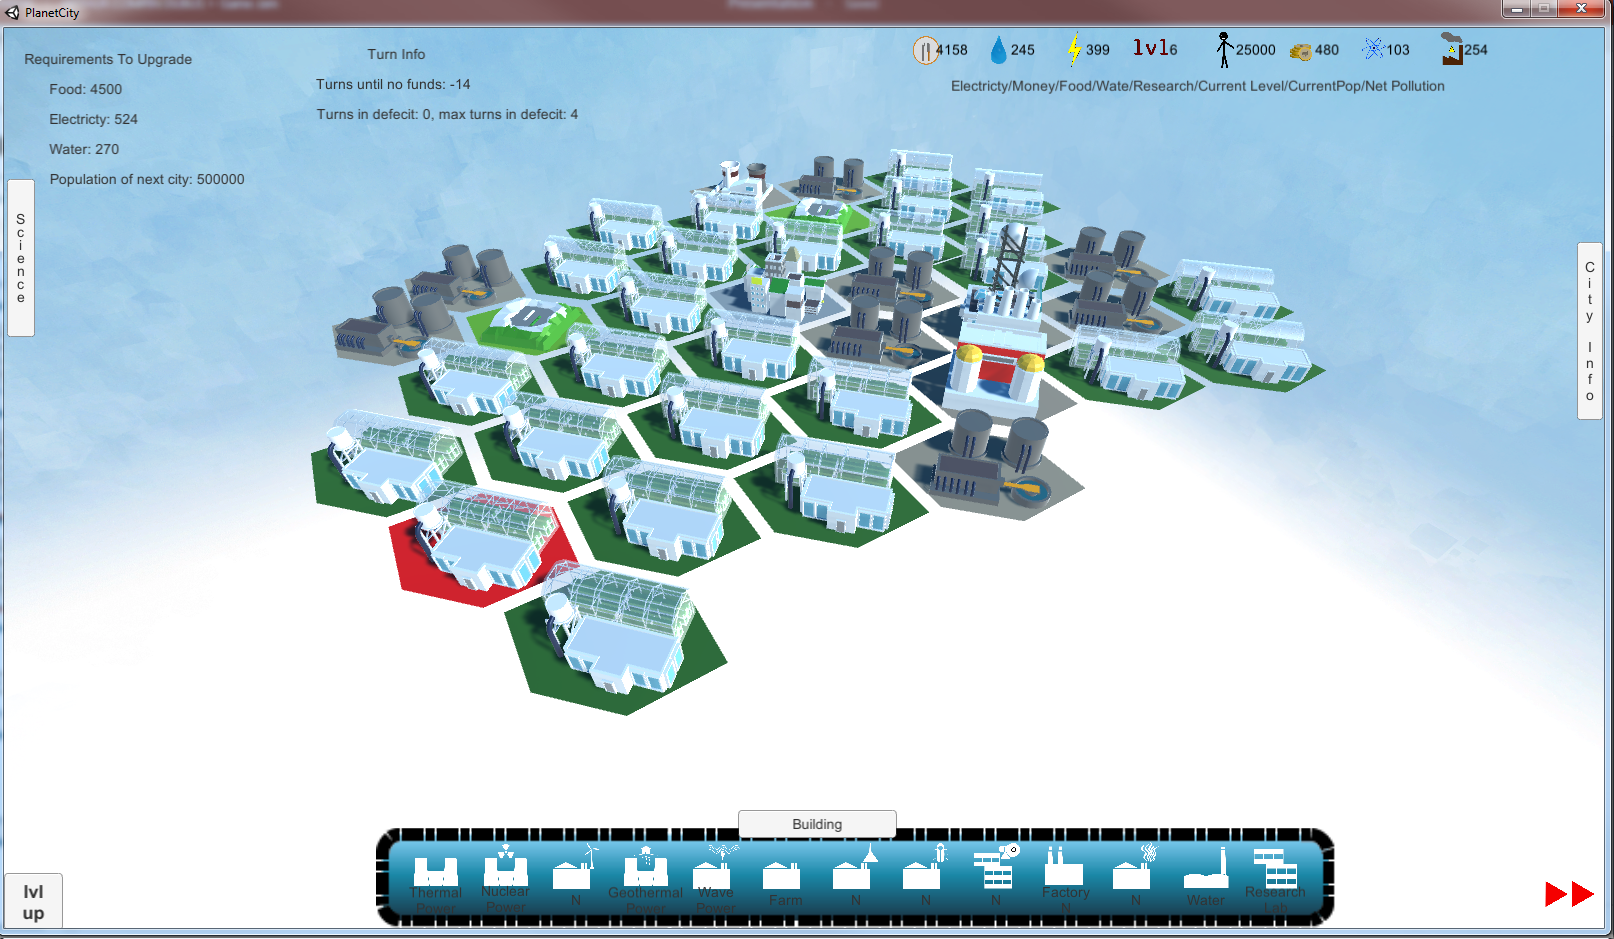 PlanetCity
Requirements To Upgrade
Food: 4500
Electricty: 524
Water: 270
Population of next city: 500000
Turn Info
Turns until no funds: -14
Turns in defecit: 0, max turns in defecit: 4
4158 245 399 lvl6 25000 480 103 254
Electricty/Money/Food/Wate/Research/Current Level/CurrentPop/Net Pollution
Science
City Info
Building
Thermal Power
Nuclear Power
N
Geothermal Power
Wave Power
Farm
N
N
N
Factory N
N
Water
Research Lab
lvl up